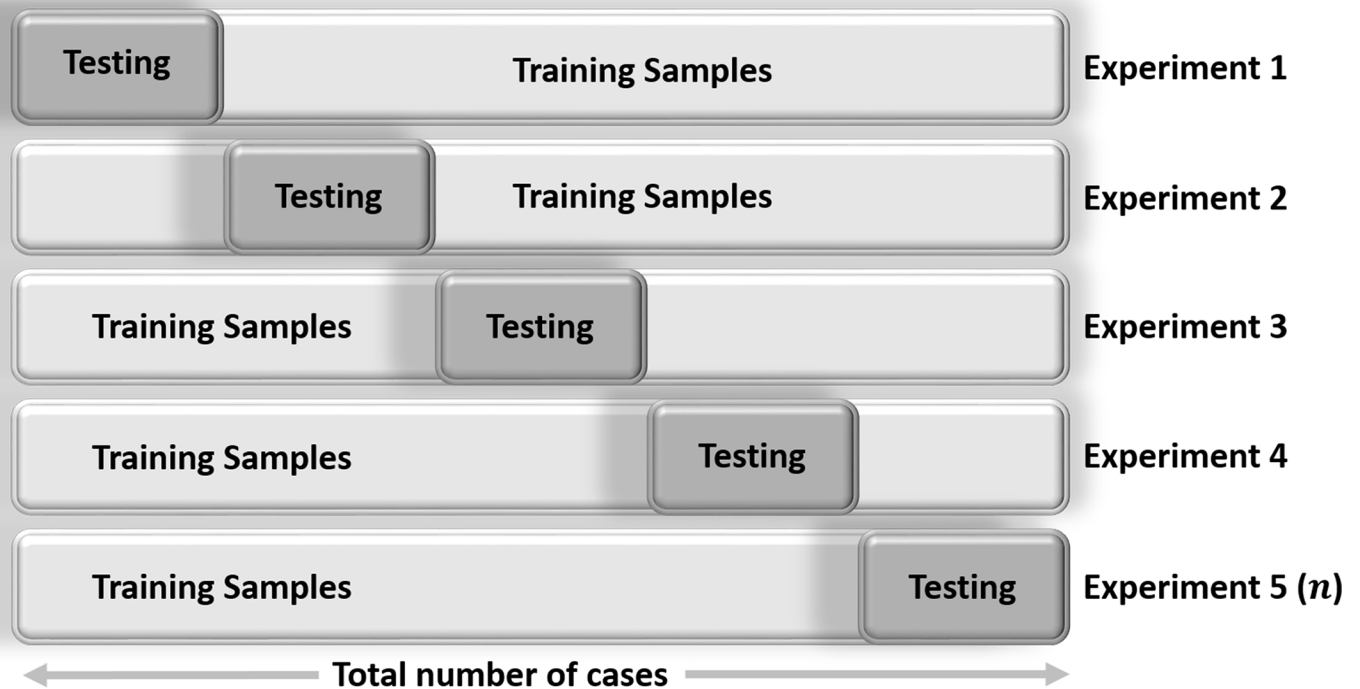 Testing Training Samples Experiment 1
Testing Training Samples Experiment 2
Training Samples Testing Experiment 3
Training Samples Testing Experiment 4
Training Samples Testing Experiment 5 (n)
Total number of cases